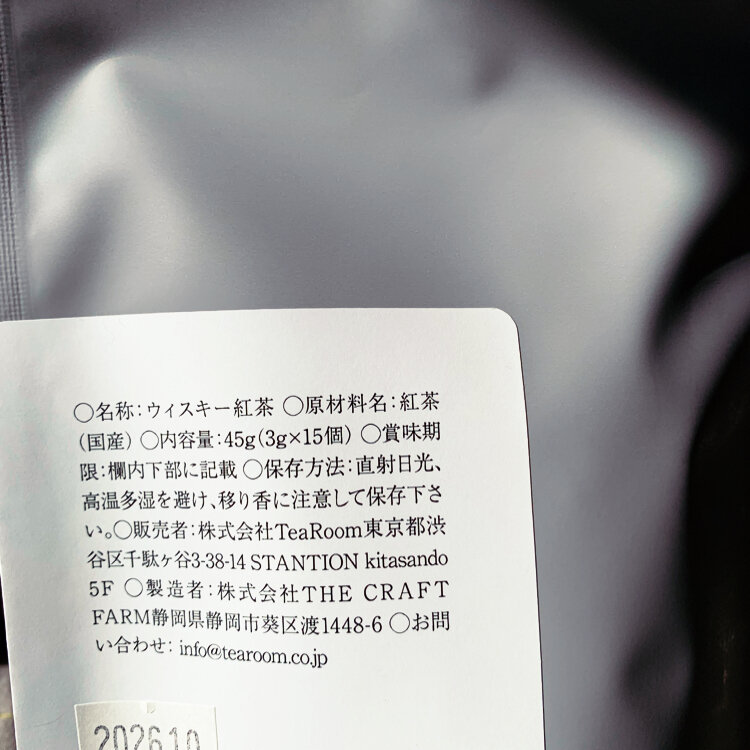 ○名称：ウィスキー紅茶 ○原材料名：紅茶
（国産） ○内容量：45g（3g×15個） ○賞味期
限：欄内下部に記載 ○保存方法：直射日光、
高温多湿を避け、移り香に注意して保存下さ
い。○販売者：株式会社TeaRoom東京都渋
谷区千駄ヶ谷3-38-14 STANTION kitasando
5F ○製造者：株式会社THE CRAFT
FARM静岡県静岡市葵区渡1448-6 ○お問
い合わせ： info@tearoom.co.jp
202610